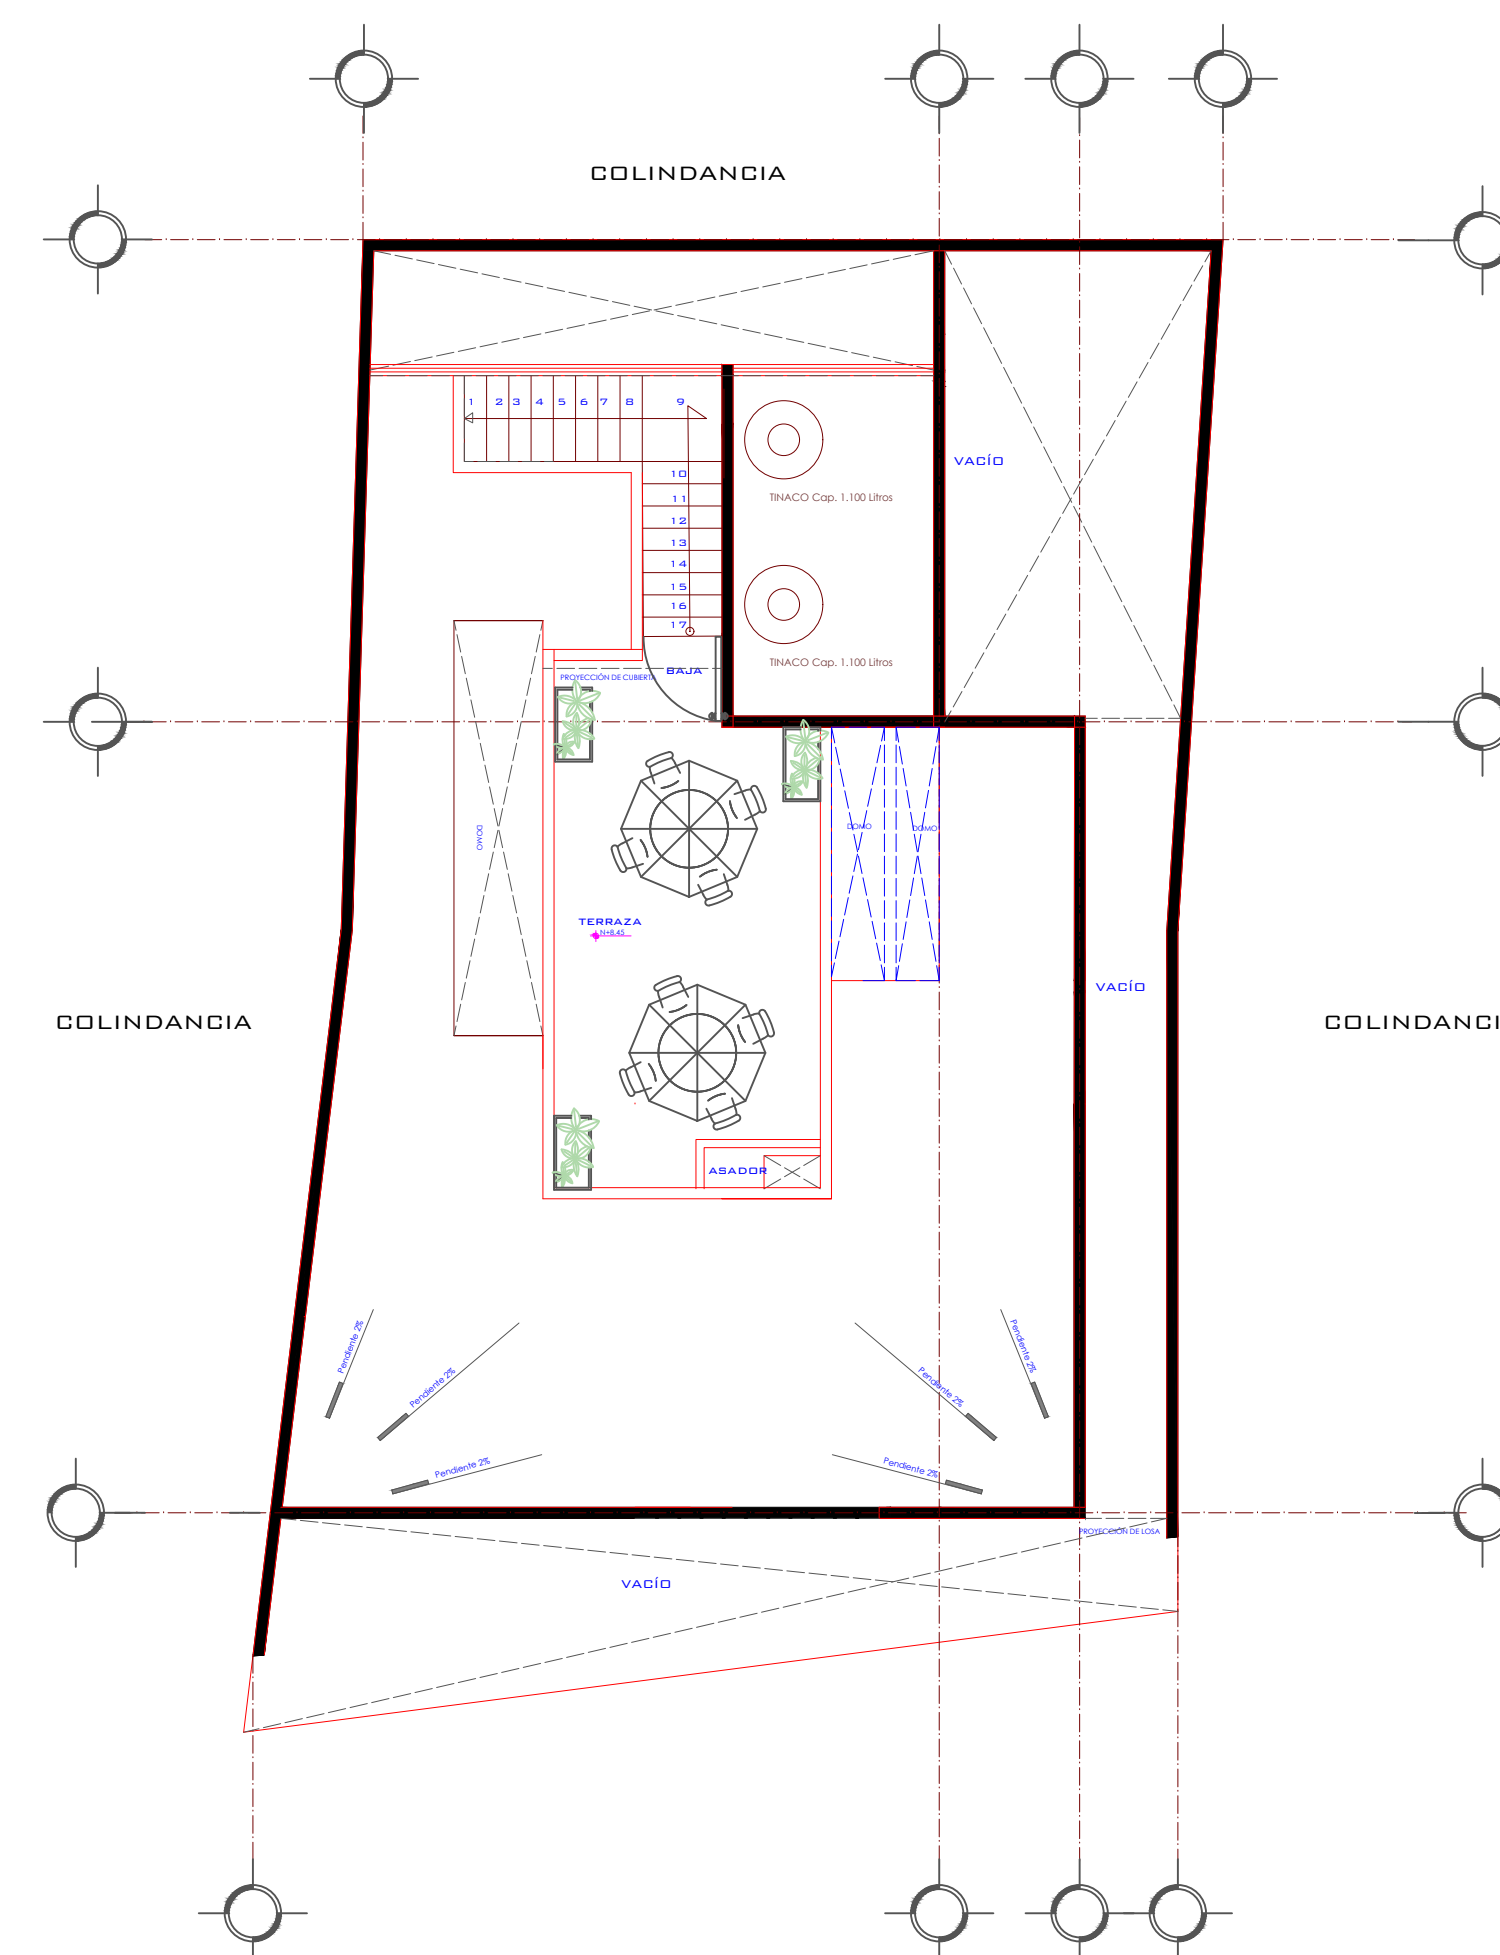 COLINDANCIA
1 2 3 4 5 6 7 8 9
10
11
12
13
14
15
16
17
VACÍO
TINACO Cap. 1.100 Litros
TINACO Cap. 1.100 Litros
BAJA
PROYECCIÓN DE CUBIERTA
DOMO
DOMO
DOMO
TERRAZA
N+8.45
VACÍO
COLINDANCIA
COLINDANCI
ASADOR
Pendiente 2%
Pendiente 2%
Pendiente 2%
Pendiente 2%
Pendiente 2%
Pendiente 2%
PROYECCIÓN DE LOSA
VACÍO